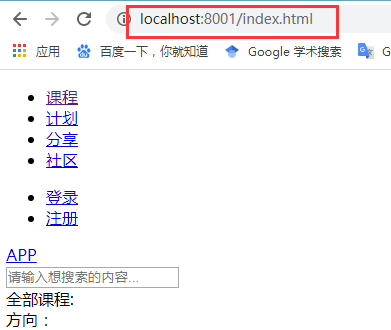 localhost:8001/index.html
应用 百度一下，你就知道 Google 学术搜索 Goog
课程
计划
分享
社区
登录
注册
APP
请输入想搜索的内容...
全部课程:
方向：